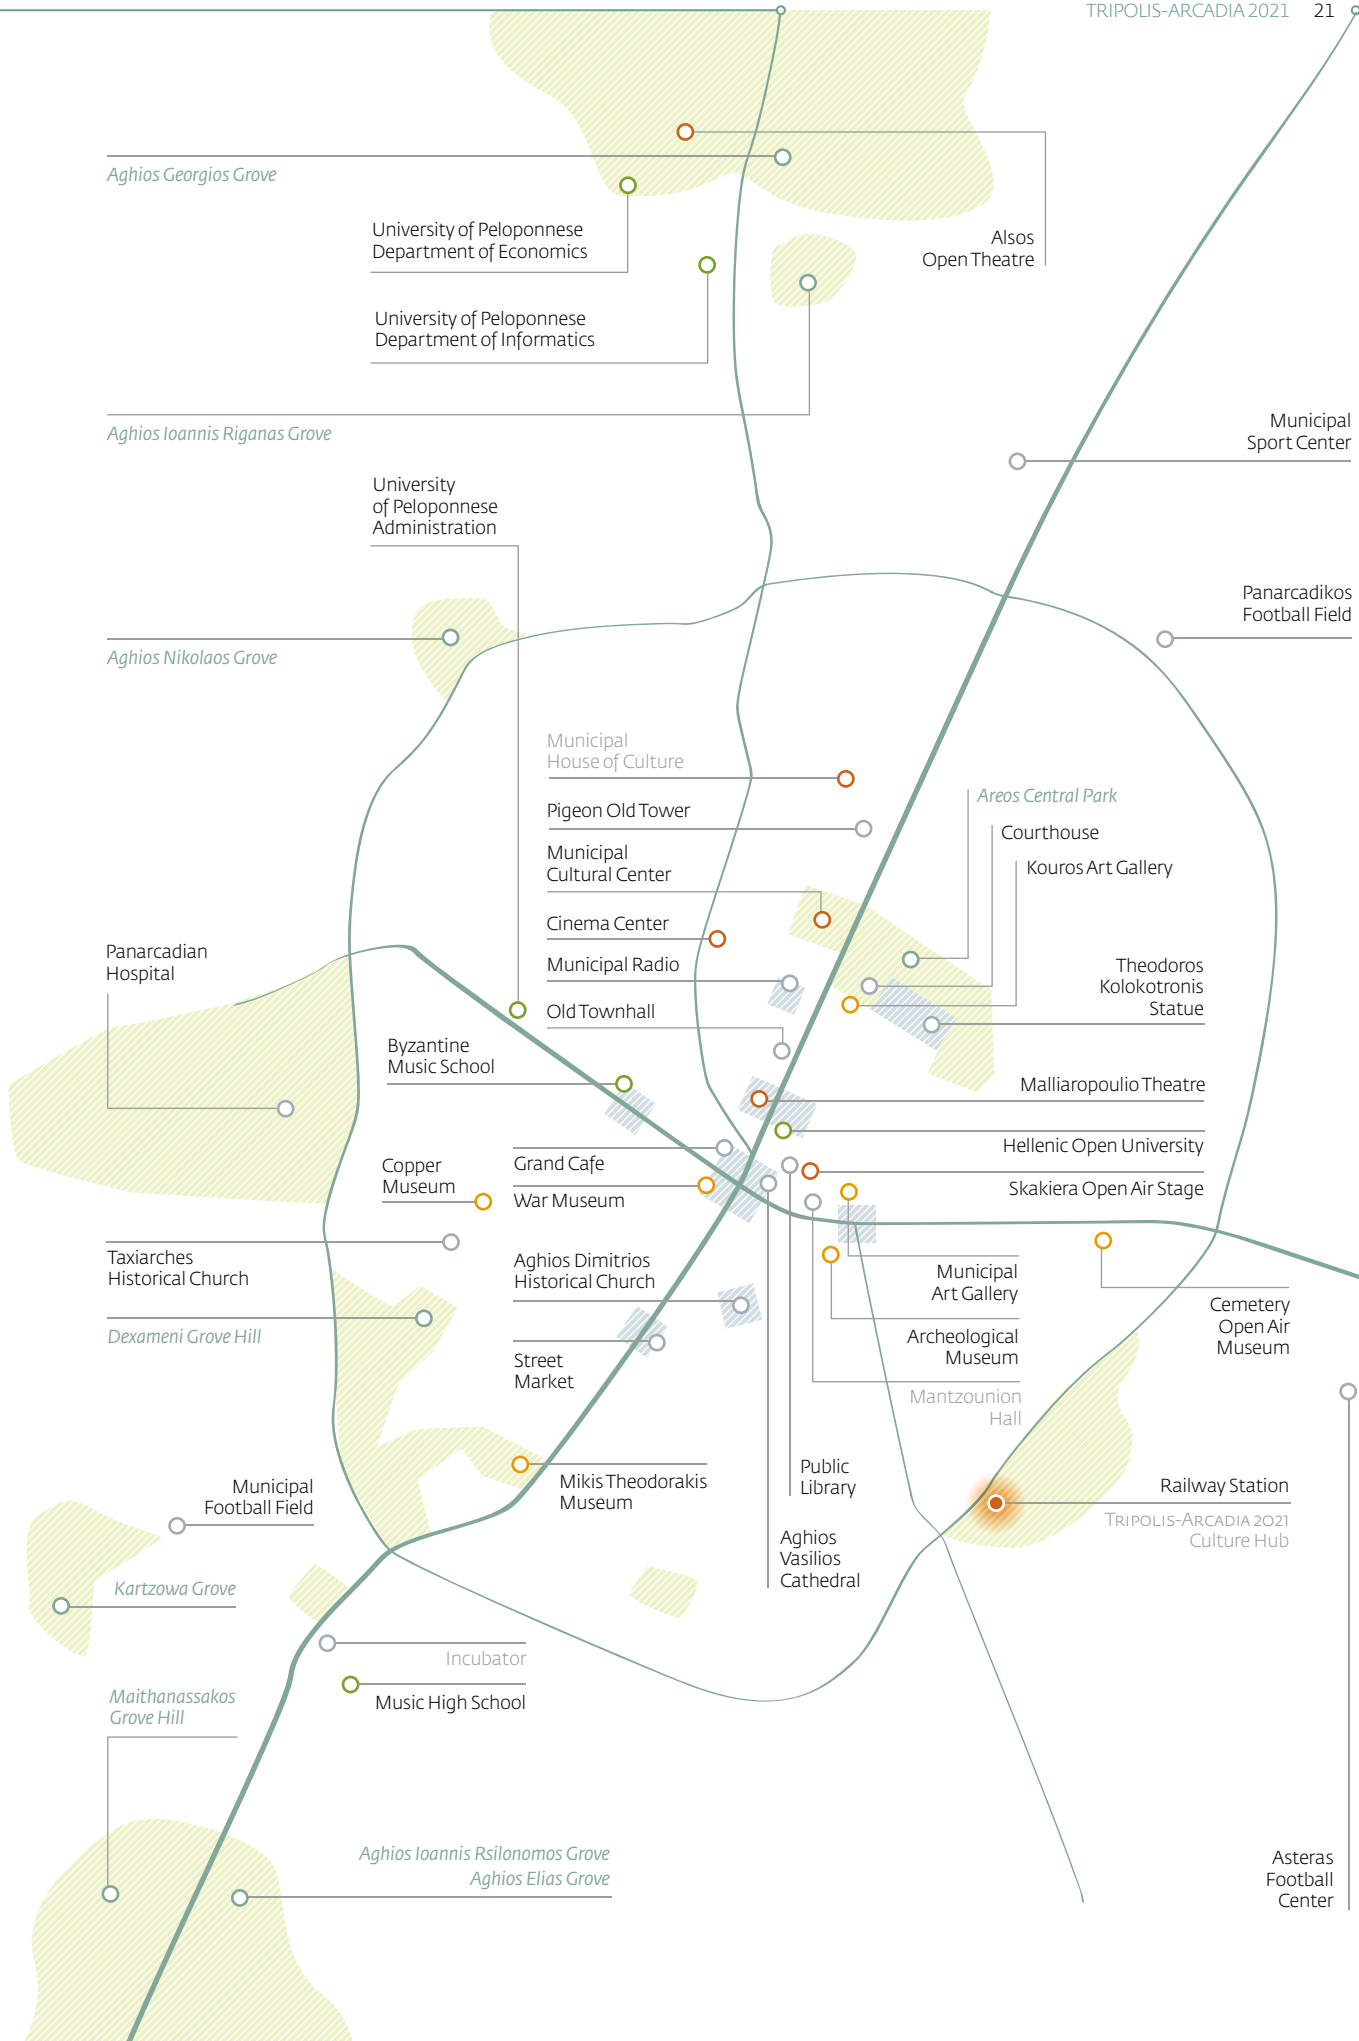 TRIPOLIS-ARCADIA 2021 21
Aghios Georgios Grove
University of Peloponnese
Department of Economics
Alsos
Open Theatre
University of Peloponnese
Department of Informatics
Aghios Ioannis Riganas Grove
Municipal
Sport Center
University
of Peloponnese
Administration
Panarcadikos
Football Field
Aghios Nikolaos Grove
Municipal
House of Culture
Pigeon Old Tower
Municipal
Cultural Center
Cinema Center
Municipal Radio
Old Townhall
Areos Central Park
Courthouse
Kouros Art Gallery
Panarcadian
Hospital
Theodoros
Kolokotronis
Statue
Byzantine
Music School
Malliaropoulio Theatre
Hellenic Open University
Grand Cafe
Copper
Museum
War Museum
Skakiera Open Air Stage
Taxiarches
Historical Church
Aghios Dimitrios
Historical Church
Municipal
Art Gallery
Cemetery
Open Air
Museum
Dexameni Grove Hill
Archeological
Museum
Street
Market
Mantzounion
Hall
Municipal
Football Field
Mikis Theodorakis
Museum
Public
Library
Railway Station
TRIPOLIS-ARCADIA 2021
Culture Hub
Aghios
Vasilios
Cathedral
Kartzowa Grove
Incubator
Music High School
Maithanassakos
Grove Hill
Aghios Ioannis Rsilonomos Grove
Aghios Elias Grove
Asteras
Football
Center